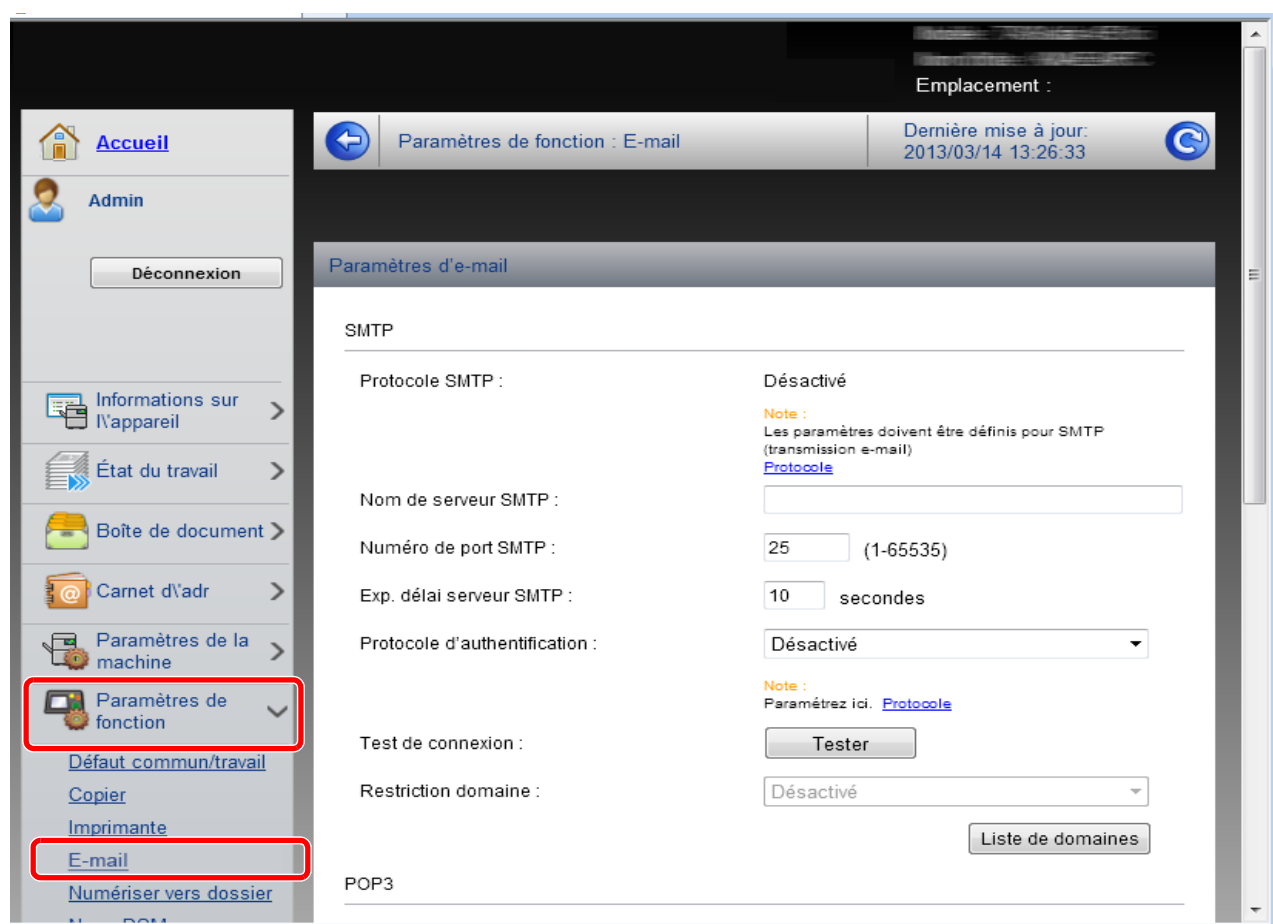 Emplacement :
Accueil
Paramètres de fonction : E-mail
Dernière mise à jour:
2013/03/14 13:26:33
Admin
Déconnexion
Paramètres d'e-mail
SMTP
Protocole SMTP :
Désactivé
Note :
Les paramètres doivent être définis pour SMTP
(transmission e-mail)
Protocole
Informations sur
l\'appareil
État du travail
Nom de serveur SMTP :
Boîte de document
Numéro de port SMTP :
25
(1-65535)
Carnet d\'adr
Exp. délai serveur SMTP :
10
secondes
Paramètres de la
machine
Protocole d'authentification :
Désactivé
Note :
Paramétrez ici. Protocole
Paramètres de
fonction
Test de connexion :
Tester
Défaut commun/travail
Copier
Restriction domaine :
Désactivé
Imprimante
Liste de domaines
E-mail
Numériser vers dossier
POP3